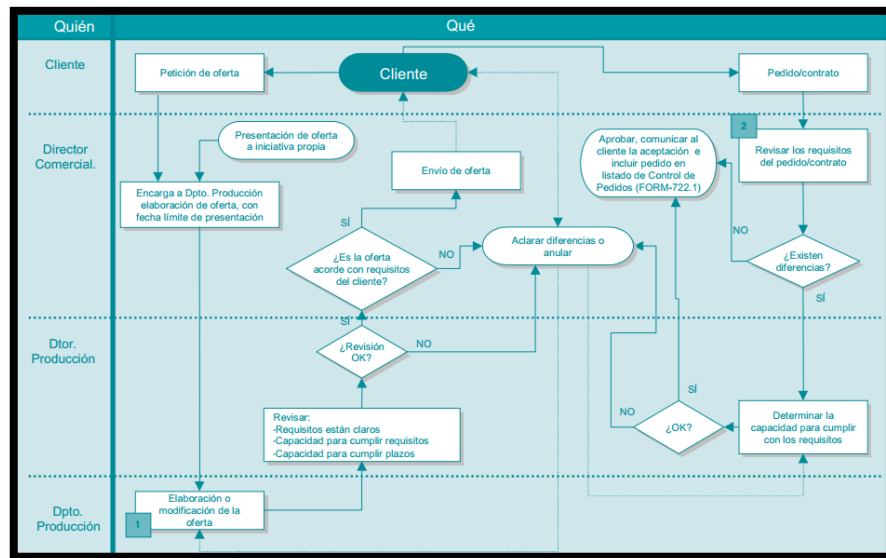 Quién
Qué
Cliente
Petición de oferta
Cliente
Pedido/contrato
Director
Comercial.
Presentación de oferta
a iniciativa propia
Encarga a Dpto. Producción
elaboración de oferta, con
fecha límite de presentación
Envío de oferta
SÍ
¿Es la oferta
acorde con requisitos
del cliente?
NO
Aclarar diferencias o
anular
Aprobar, comunicar al
cliente la aceptación e
incluir pedido en
listado de Control de
Pedidos (FORM-722.1)
2
Revisar los requisitos
del pedido/contrato
NO
¿Existen
diferencias?
SÍ
Dtor.
Producción
SÍ
¿Revisión
OK?
NO
Revisar:
-Requisitos están claros
-Capacidad para cumplir requisitos
-Capacidad para cumplir plazos
SÍ
NO
¿OK?
Determinar la
capacidad para cumplir
con los requisitos
Dpto.
Producción
1
Elaboración o
modificación de la
oferta